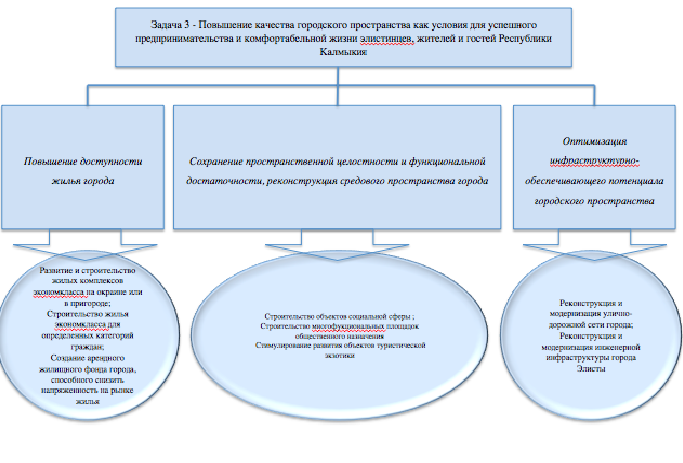 Задача 3 - Повышение качества городского пространства как условия для успешного
предпринимательства и комфортабельной жизни элистинцев, жителей и гостей Республики
Калмыкия
Повышение доступности
жилья города
Сохранение пространственной целостности и функциональной
достаточности, реконструкция средового пространства города
Оптимизация
инфраструктурно-
обеспечивающего потенциала
городского пространства
Развитие и строительство
жилых комплексов
экономкласса на окраине или
в пригороде;
Строительство жилья
экономкласса для
определенных категорий
граждан;
Создание арендного
жилищного фонда города,
способного снизить
напряженность на рынке
жилья
Строительство объектов социальной сферы ;
Строительство многофукциональных площадок
общественного назначения
Стимулирование развития объектов туристической
экзотики
Реконструкция и
модернизация улично-
дорожной сети города;
Реконструкция и
модернизация инженерной
инфраструктуры города
Элисты